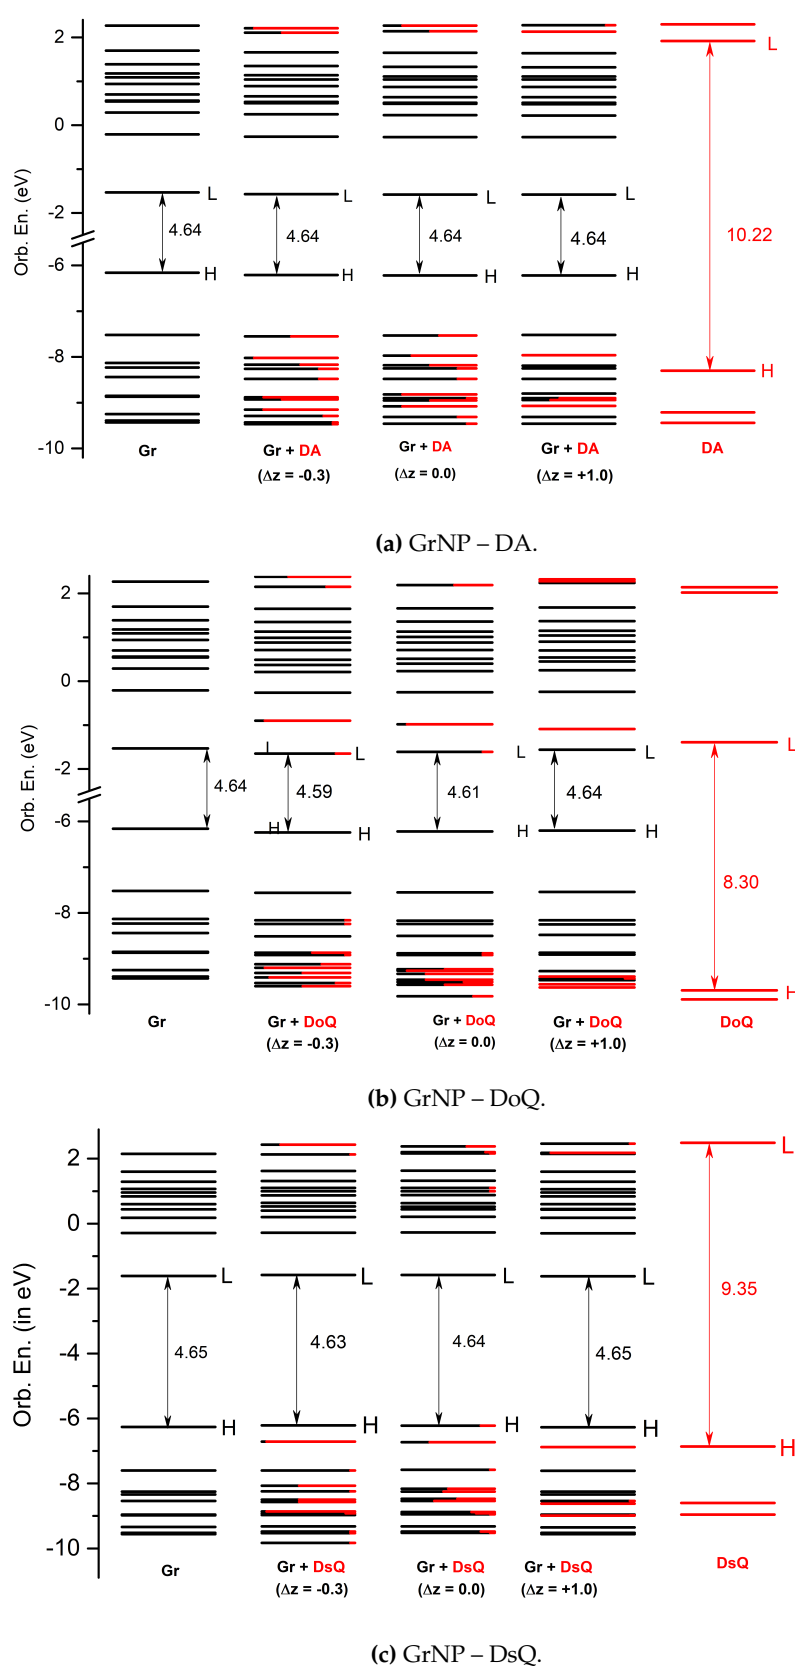 2
0
-2
-6
-8
-10
Orb. En. (eV)
L
L
L
L
L
4.64
4.64
4.64
4.64
10.22
H
H
H
H
H
Gr
Gr + DA
Gr + DA
Gr + DA
DA
(Δz = -0.3)
(Δz = 0.0)
(Δz = +1.0)
(a) GrNP – DA.
2
0
-2
-6
-8
-10
Orb. En. (eV)
L
L
L
L
L
4.64
4.59
4.61
4.64
8.30
H
H
H
H
H
Gr
Gr + DoQ
Gr + DoQ
Gr + DoQ
DoQ
(Δz = -0.3)
(Δz = 0.0)
(Δz = +1.0)
(b) GrNP – DoQ.
2
0
-2
-4
-6
-8
-10
Orb. En. (in eV)
L
L
L
L
L
4.65
4.63
4.64
4.65
9.35
H
H
H
H
H
Gr
Gr + DsQ
Gr + DsQ
Gr + DsQ
DsQ
(Δz = -0.3)
(Δz = 0.0)
(Δz = +1.0)
(c) GrNP – DsQ.